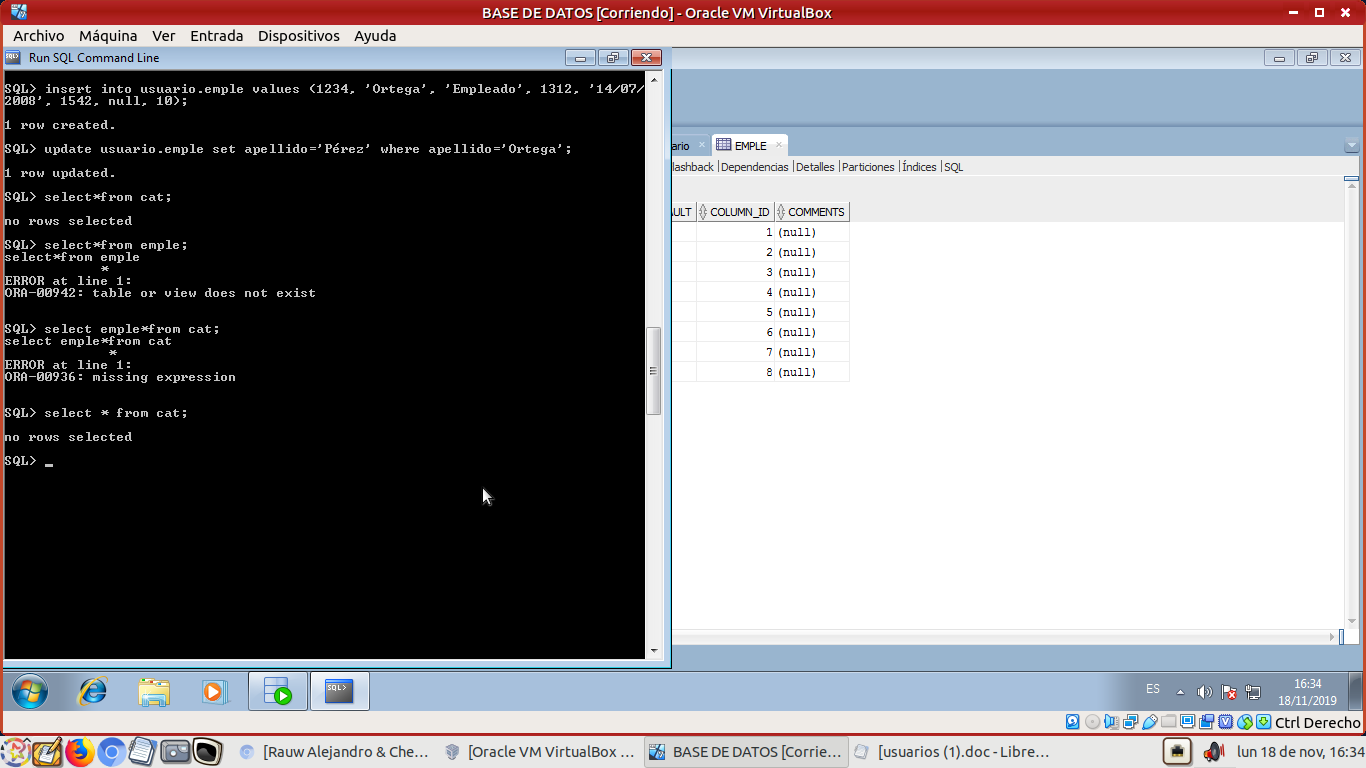 BASE DE DATOS [Corriendo] - Oracle VM VirtualBox
Archivo Máquina Ver Entrada Dispositivos Ayuda
Run SQL Command Line
SQL> insert into usuario.emple values (1234, 'Ortega', 'Empleado', 1312, '14/07/
2008', 1542, null, 10);
1 row created.
SQL> update usuario.emple set apellido='Pérez' where apellido='Ortega';
1 row updated.
SQL> select*from cat;
no rows selected
SQL> select*from emple;
select*from emple
*
ERROR at line 1:
ORA-00942: table or view does not exist
SQL> select emple*from cat;
select emple*from cat
*
ERROR at line 1:
ORA-00936: missing expression
SQL> select * from cat;
no rows selected
SQL> _
ario EMPLE
lashback Dependencias Detalles Particiones Índices SQL
AULT COLUMN_ID COMMENTS
1 (null)
2 (null)
3 (null)
4 (null)
5 (null)
6 (null)
7 (null)
8 (null)
SQL>
ES 16:34
18/11/2019
Ctrl Derecho
[Rauw Alejandro & Che... [Oracle VM VirtualBox ... BASE DE DATOS [Corrie... [usuarios (1).doc - Libre... lun 18 de nov, 16:34